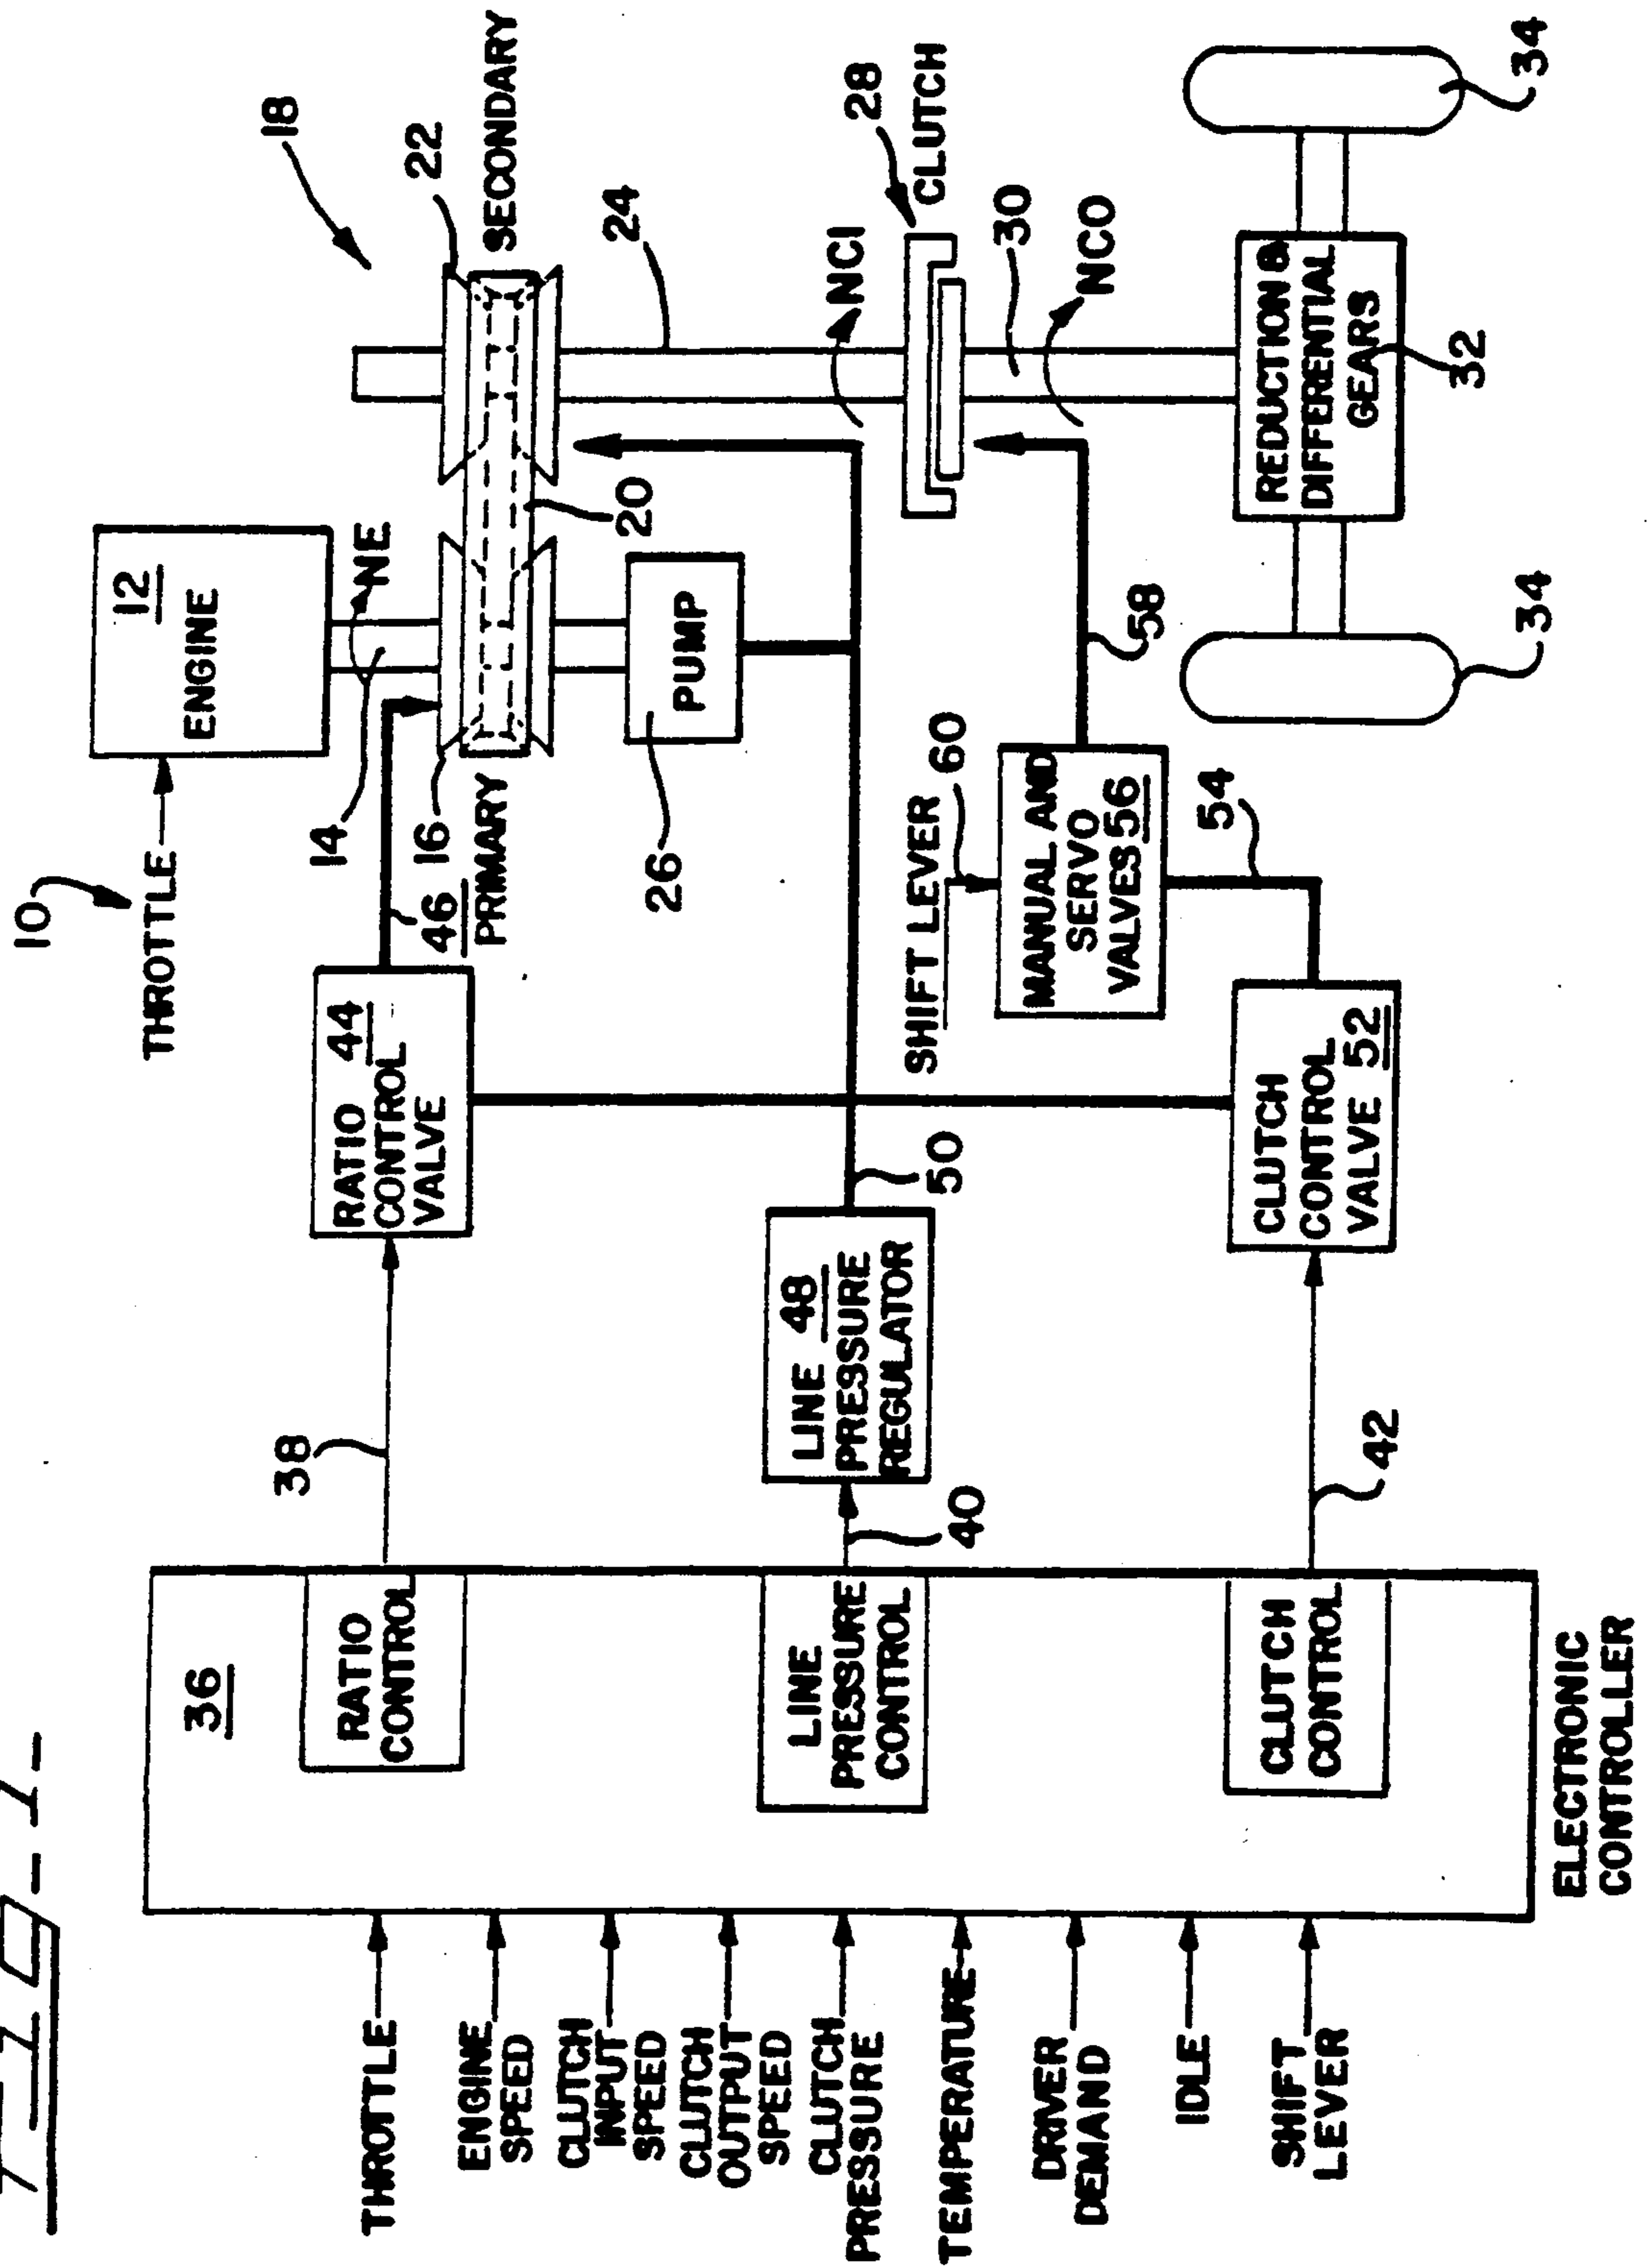 FIG-1
10
THROTTLE
12
ENGINE
14
NE
18
16
PRIMARY
22
SECONDARY
20
24
26
PUMP
NCI
28
CLUTCH
30
NCO
REDUCTION &
DIFFERENTIAL
GEARS
32
34
34
36
RATIO
CONTROL
LINE
PRESSURE
CONTROL
CLUTCH
CONTROL
ELECTRONIC
CONTROLLER
38
40
42
RATIO 44
CONTROL
VALVE
46
LINE 48
PRESSURE
REGULATOR
50
CLUTCH
CONTROL
VALVE 52
54
SHIFT LEVER
60
MANUAL AND
SERVO
VALVES 56
58
THROTTLE
ENGINE
SPEED
CLUTCH
INPUT
SPEED
CLUTCH
OUTPUT
SPEED
CLUTCH
PRESSURE
TEMPERATURE
DRIVER
DEMAND
IDLE
SHIFT
LEVER